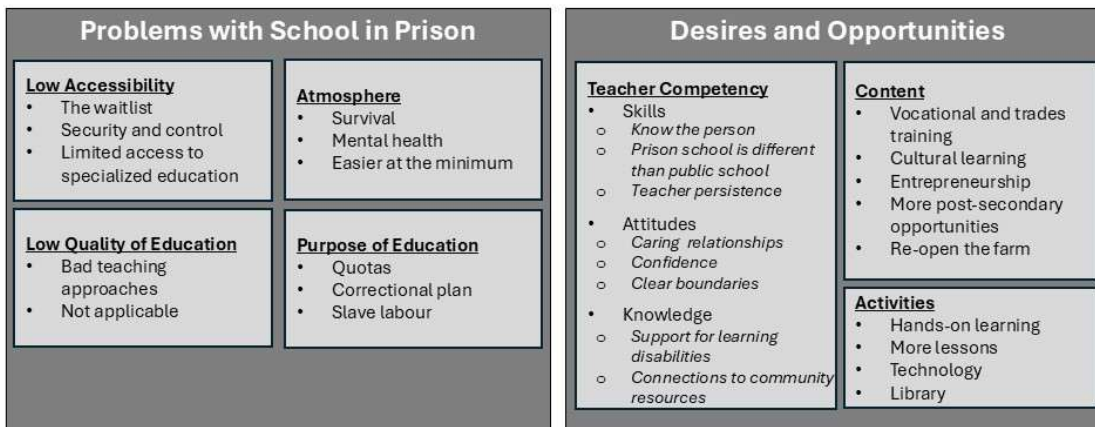 Problems with School in Prison
Low Accessibility
• The waitlist
• Security and control
• Limited access to
specialized education
Atmosphere
• Survival
• Mental health
• Easier at the minimum
Low Quality of Education
• Bad teaching
approaches
• Not applicable
Purpose of Education
• Quotas
• Correctional plan
• Slave labour
Desires and Opportunities
Teacher Competency
• Skills
o Know the person
o Prison school is different
than public school
o Teacher persistence
• Attitudes
o Caring relationships
o Confidence
o Clear boundaries
• Knowledge
o Support for learning
disabilities
o Connections to community
resources
Content
• Vocational and trades
training
• Cultural learning
• Entrepreneurship
• More post-secondary
opportunities
• Re-open the farm
Activities
• Hands-on learning
• More lessons
• Technology
• Library